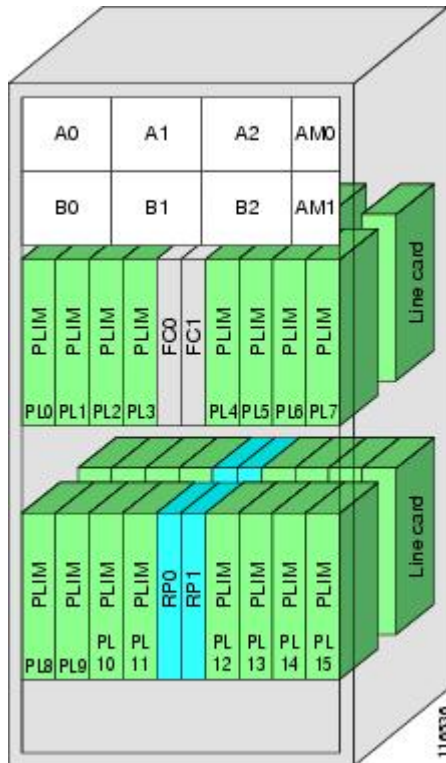 A0 A1 A2 AM0
B0 B1 B2 AM1
PLIM PLIM PLIM PLIM FC0 FC1 PLIM PLIM PLIM PLIM
PL0 PL1 PL2 PL3 PL4 PL5 PL6 PL7
Line card
PLIM PLIM PLIM PLIM RP0 RP1 PLIM PLIM PLIM PLIM
PL8 PL9 PL 10 PL 11 PL 12 PL 13 PL 14 PL 15
Line card